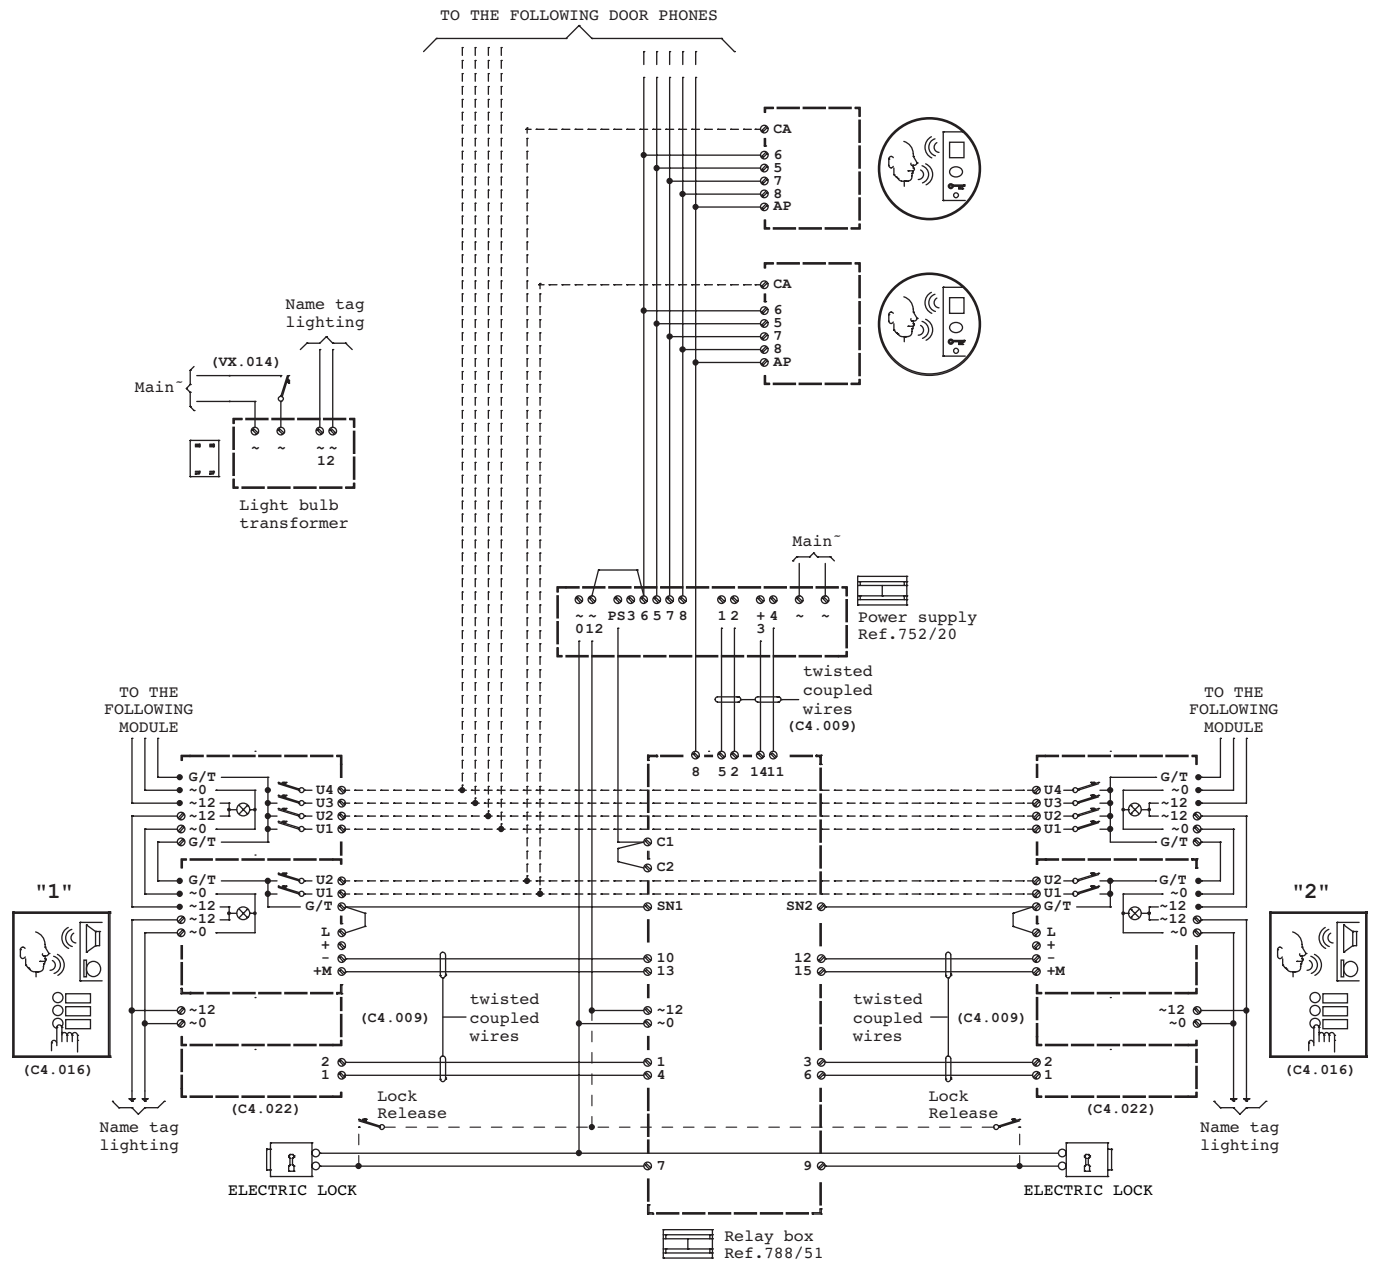 TO THE FOLLOWING DOOR PHONES
CA
6
5
7
8
AP
CA
6
5
7
8
AP
Name tag
lighting
(VX.014)
Main~
~ ~ ~~
12
Light bulb
transformer
Main~
~~ PS3 6 5 7 8 1 2 + 4 ~ ~
012 3
Power supply
Ref.752/20
twisted
coupled
wires
(C4.009)
TO THE
FOLLOWING
MODULE
TO THE
FOLLOWING
MODULE
8 5 2 1411
G/T
~0
~12
~12
~0
G/T
U4
U3
U2
U1
U4
U3
U2
U1
G/T
~0
~12
~12
~0
G/T
C1
C2
"1"
G/T
~0
~12
~12
~0
U2
U1
G/T
L
+
-
+M
SN1
SN2
10
13
12
15
U2
U1
G/T
L
+
-
+M
G/T
~0
~12
~12
~0
"2"
~12
~0
(C4.009)
twisted
coupled
wires
~12
~0
twisted
coupled
wires
(C4.009)
~12
~0
(C4.016)
(C4.016)
2
1
1
4
3
6
2
1
(C4.022)
Lock
Release
Lock
Release
(C4.022)
Name tag
lighting
Name tag
lighting
7
9
ELECTRIC LOCK
ELECTRIC LOCK
Relay box
Ref.788/51